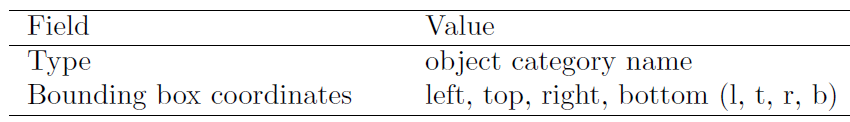 Field Value
Type object category name
Bounding box coordinates left, top, right, bottom (l, t, r, b)